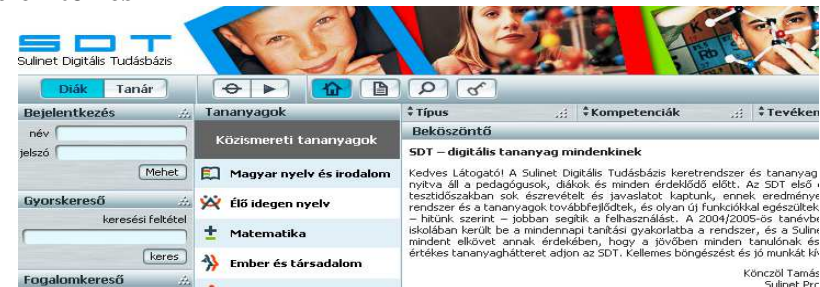 SDT
Sulinet Digitális Tudásbázis
Diák
Tanár
Bejelentkezés
név
jelszó
Mehet
Gyorskereső
keresési feltétel
keres
Fogalomkereső
Tananyagok
Közismereti tananyagok
Magyar nyelv és irodalom
Élő idegen nyelv
Matematika
Ember és társadalom
Típus
Kompetenciák
Beköszöntő
SDT – digitális tananyag mindenkinek
Kedves Látogató! A Sulinet Digitális Tudásbázis keretrendszer és tananyag
nyitva áll a pedagógusok, diákok és minden érdeklődő előtt. Az SDT első
tesztidőszakban sok észrevételt és javaslatot kaptunk, ennek eredménye
rendszer és a tananyagok továbbfejlődtek, és olyan új funkciókkal egészültek
– hitünk szerint – jobban segítik a felhasználást. A 2004/2005-ös tanévbe
iskolában került be a mindennapi tanítási gyakorlatba a rendszer, és a Suline
mindent elkövet annak érdekében, hogy a jövőben minden tanulónak és
értékes tananyaghátteret adjon az SDT. Kellemes böngészést és jó munkát kív
Könczöl Tamás
Sulinet Pro